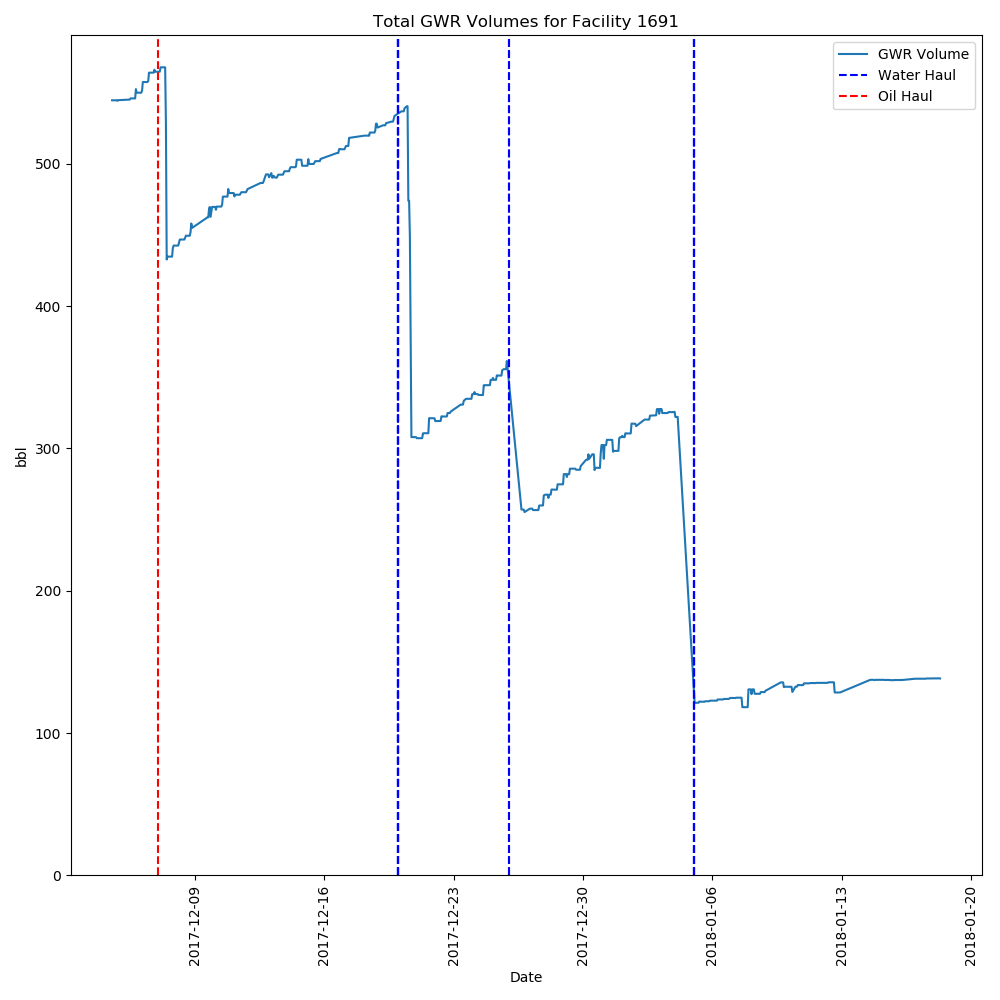 Total GWR Volumes for Facility 1691
GWR Volume
Water Haul
Oil Haul
500
400
300
200
100
0
bbl
2017-12-09
2017-12-16
2017-12-23
2017-12-30
2018-01-06
2018-01-13
2018-01-20
Date